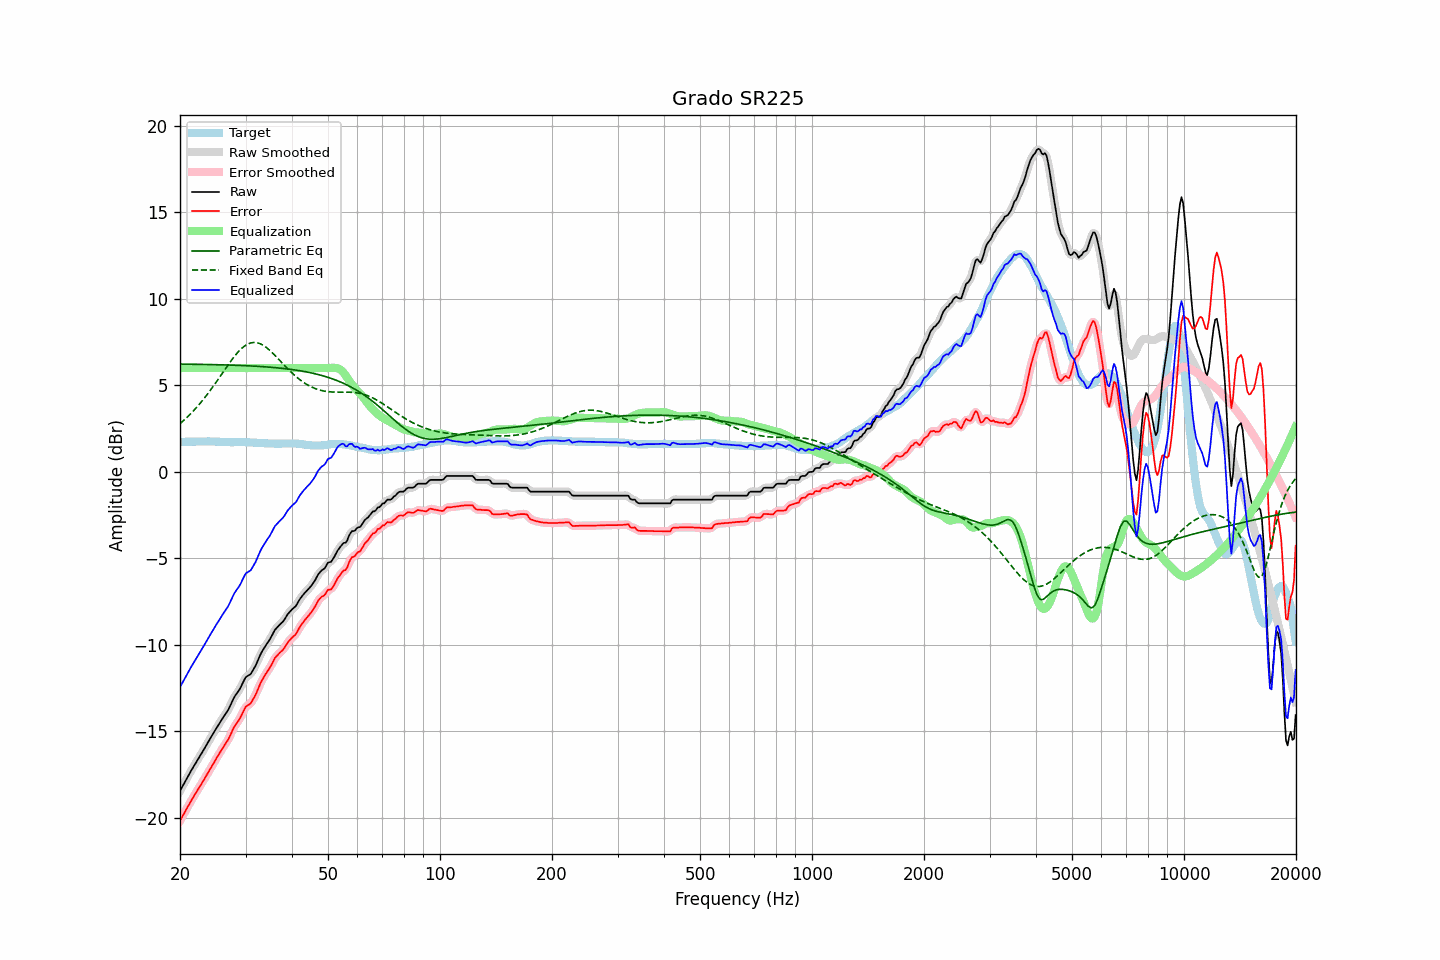 Grado SR225
Target
Raw Smoothed
Error Smoothed
Raw
Error
Equalization
Parametric Eq
Fixed Band Eq
Equalized
Amplitude (dBr)
20
15
10
5
0
−5
−10
−15
−20
20
50
100
200
500
1000
2000
5000
10000
20000
Frequency (Hz)